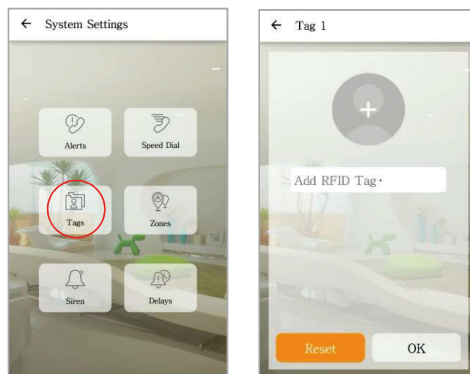 ← System Settings
Alerts
Speed Dial
Tags
Zones
Siren
Delays
← Tag 1
Add RFID Tag·
Reset
OK